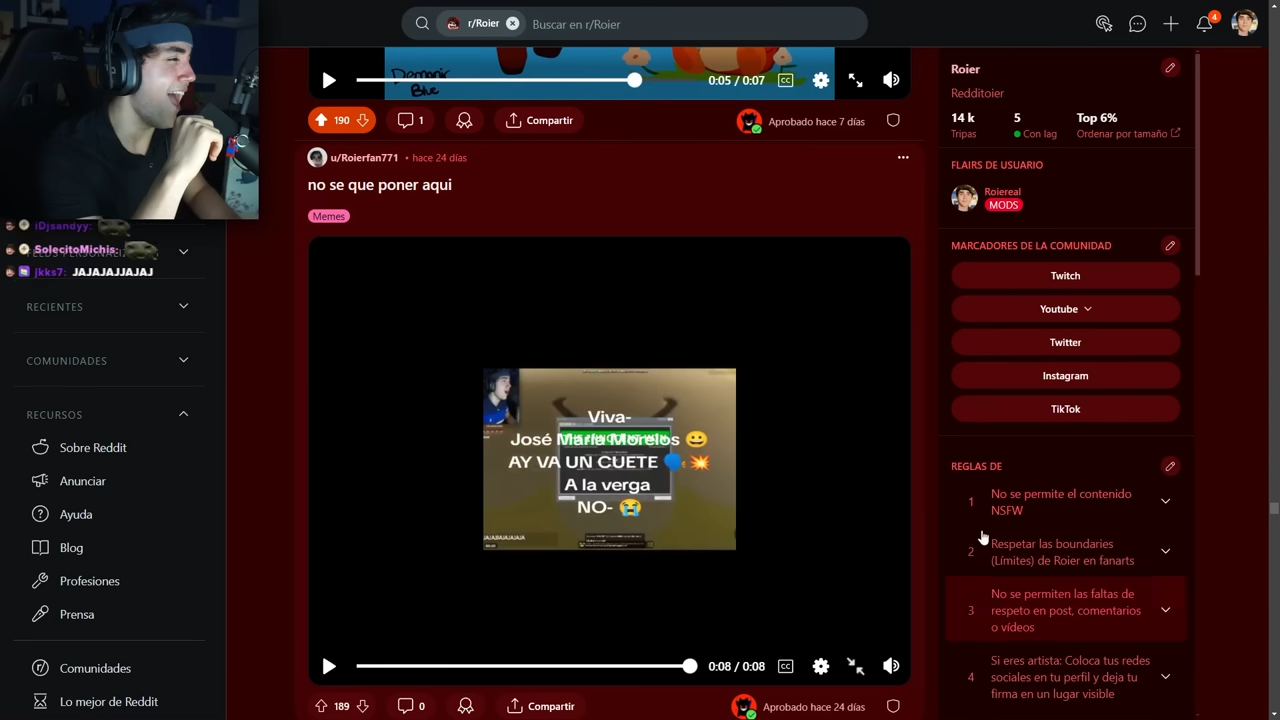 r/Roier
Buscar en r/Roier
4
Demonic
Blue
0:05 / 0:07
CC
190
1
Compartir
Aprobado hace 7 días
u/Roierfan771 • hace 24 días
no se que poner aqui
Memes
Viva-
José María Morelos 😀
AY VA UN CUETE 🗣️💥
A la verga
NO- 😭
0:08 / 0:08
CC
189
0
Compartir
Aprobado hace 24 días
iDjsandyy:
SolecitoMichis:
jkks7: JAJAJAJJAJAJ
RECIENTES
COMUNIDADES
RECURSOS
Sobre Reddit
Anunciar
Ayuda
Blog
Profesiones
Prensa
Comunidades
Lo mejor de Reddit
Roier
Redditoier
14 k
Tripas
5
Con lag
Top 6%
Ordenar por tamaño
FLAIRS DE USUARIO
Roiereal
MODS
MARCADORES DE LA COMUNIDAD
Twitch
Youtube
Twitter
Instagram
TikTok
REGLAS DE
1
No se permite el contenido
NSFW
2
Respetar las boundaries
(Límites) de Roier en fanarts
3
No se permiten las faltas de
respeto en post, comentarios
o vídeos
4
Si eres artista: Coloca tus redes
sociales en tu perfil y deja tu
firma en un lugar visible